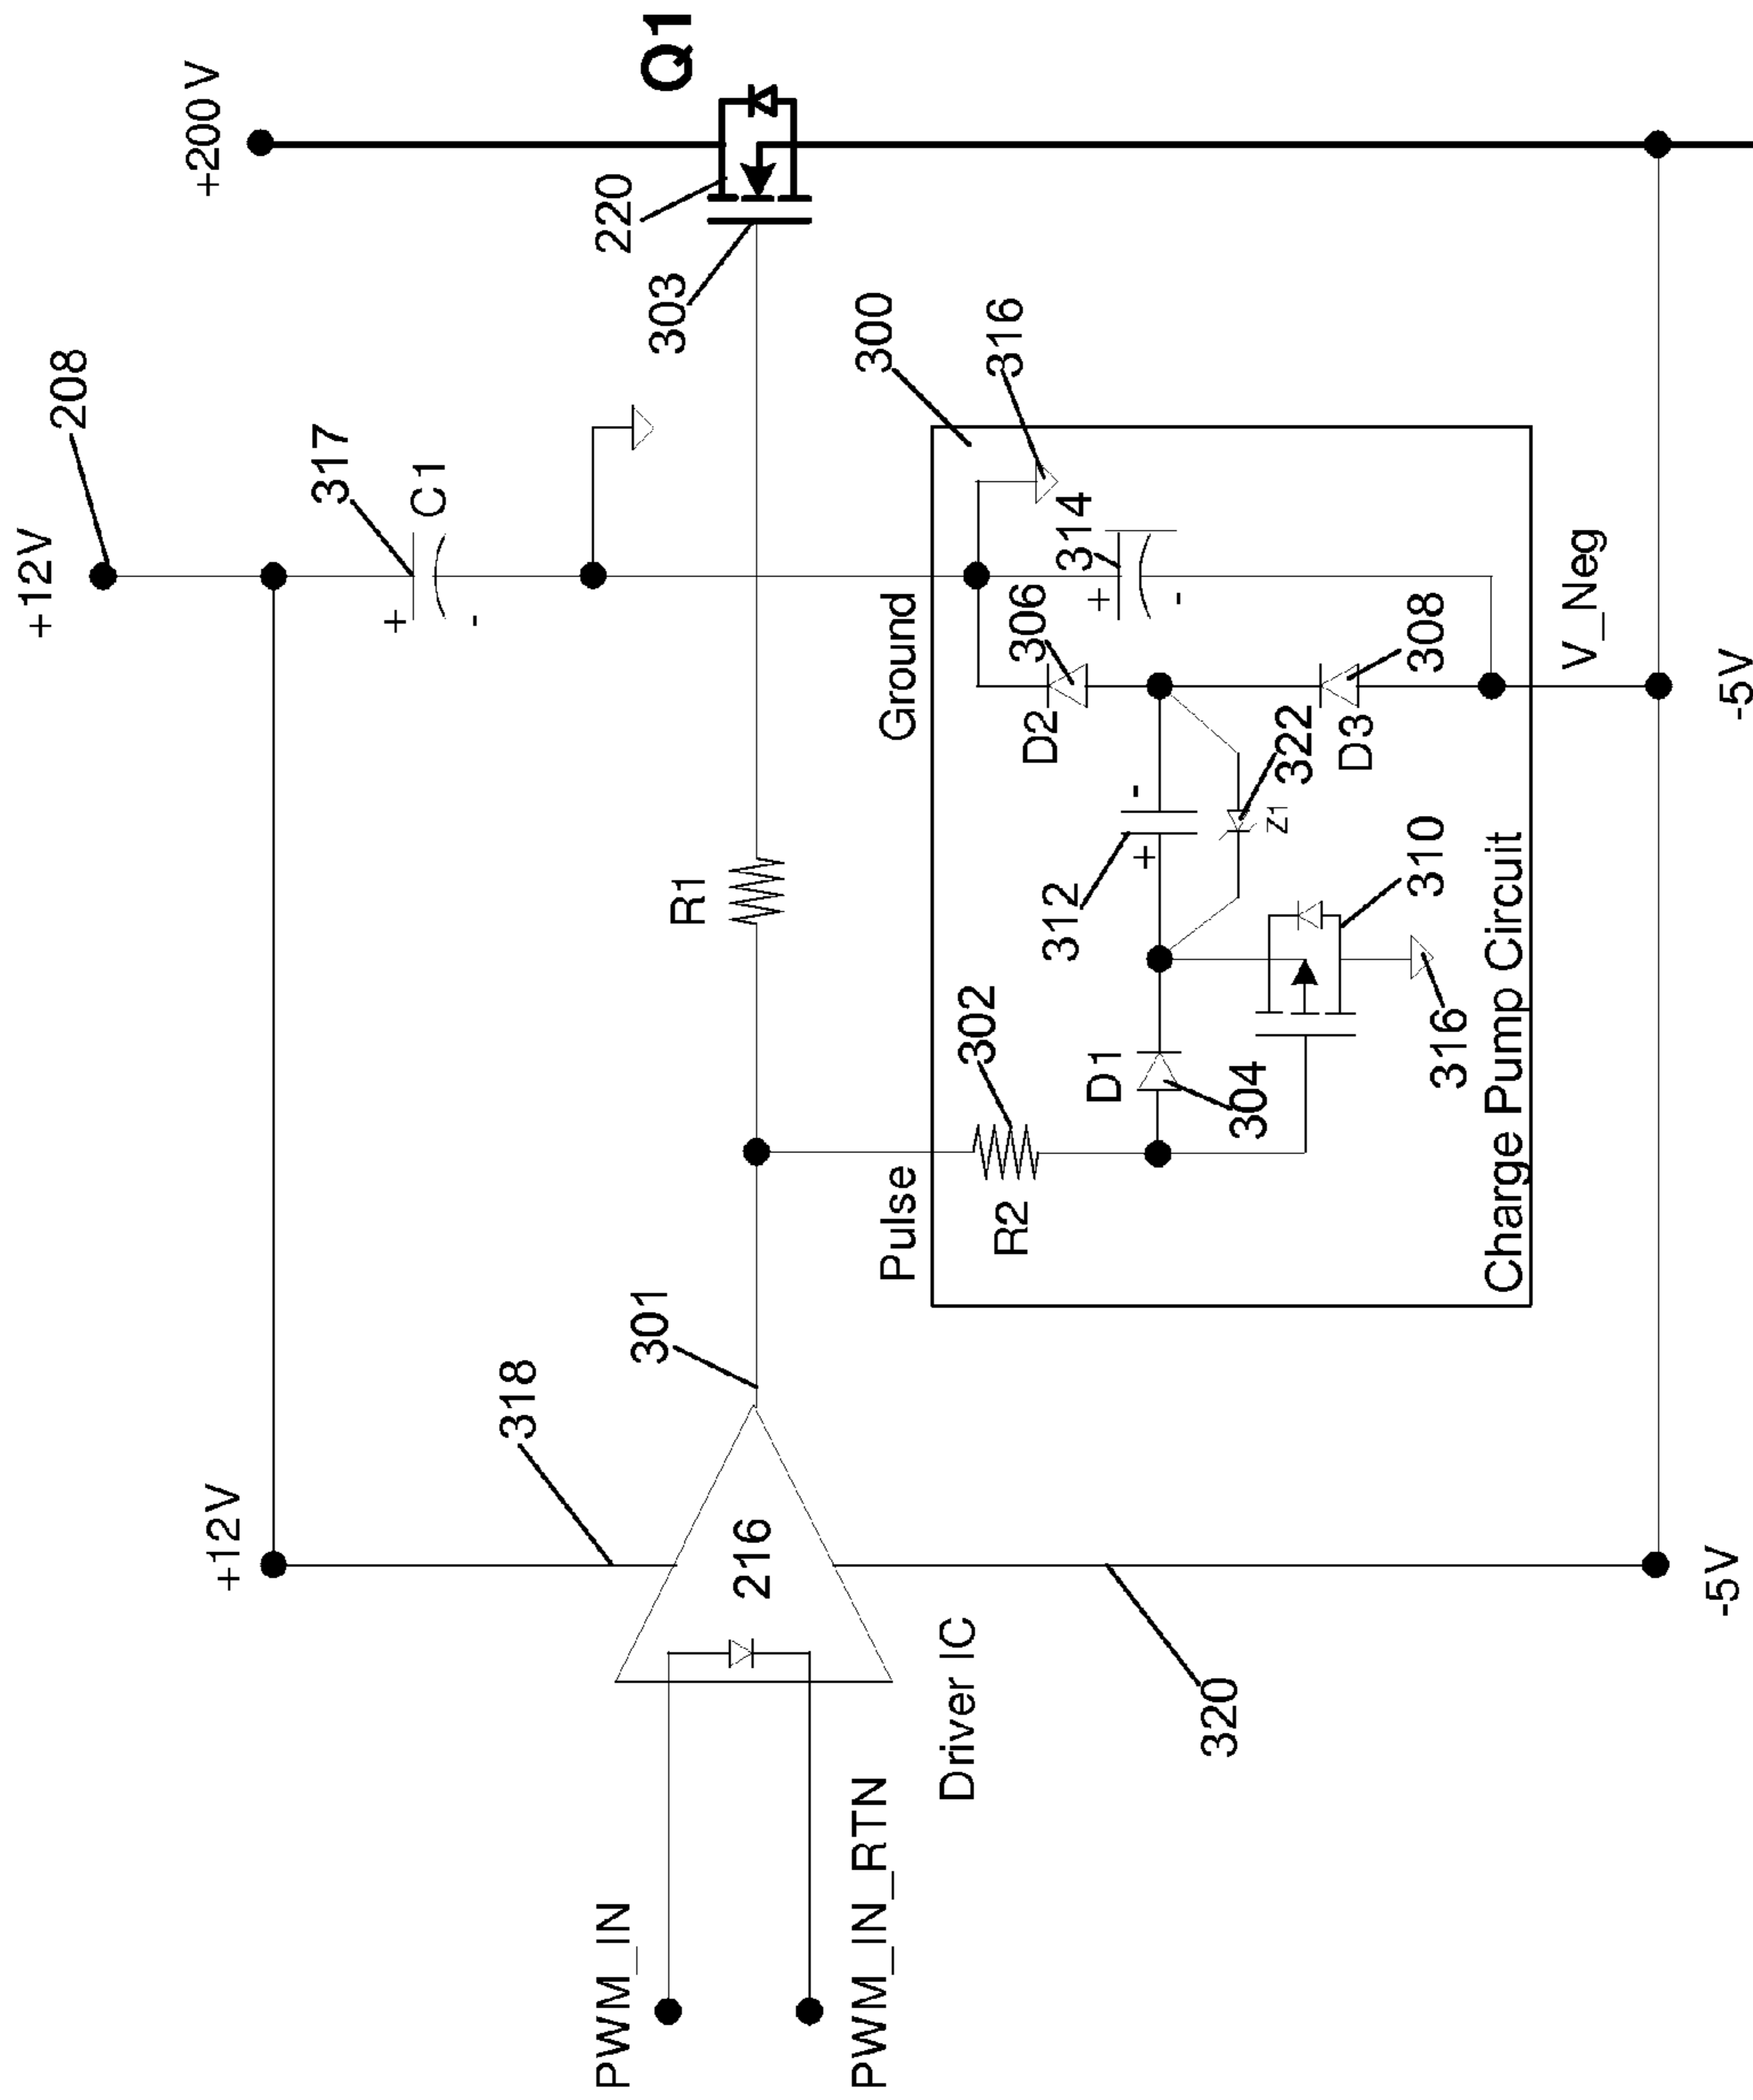 +12V
208
+200V
+12V
317
C1
+
-
Q1
220
303
318
301
R1
216
PWM_IN
PWM_IN_RTN
Driver IC
Pulse
Ground
300
316
302
R2
D1
304
312
+
-
D2
306
314
+
-
322
Z1
D3
308
310
316
Charge Pump Circuit
V_Neg
320
-5V
-5V